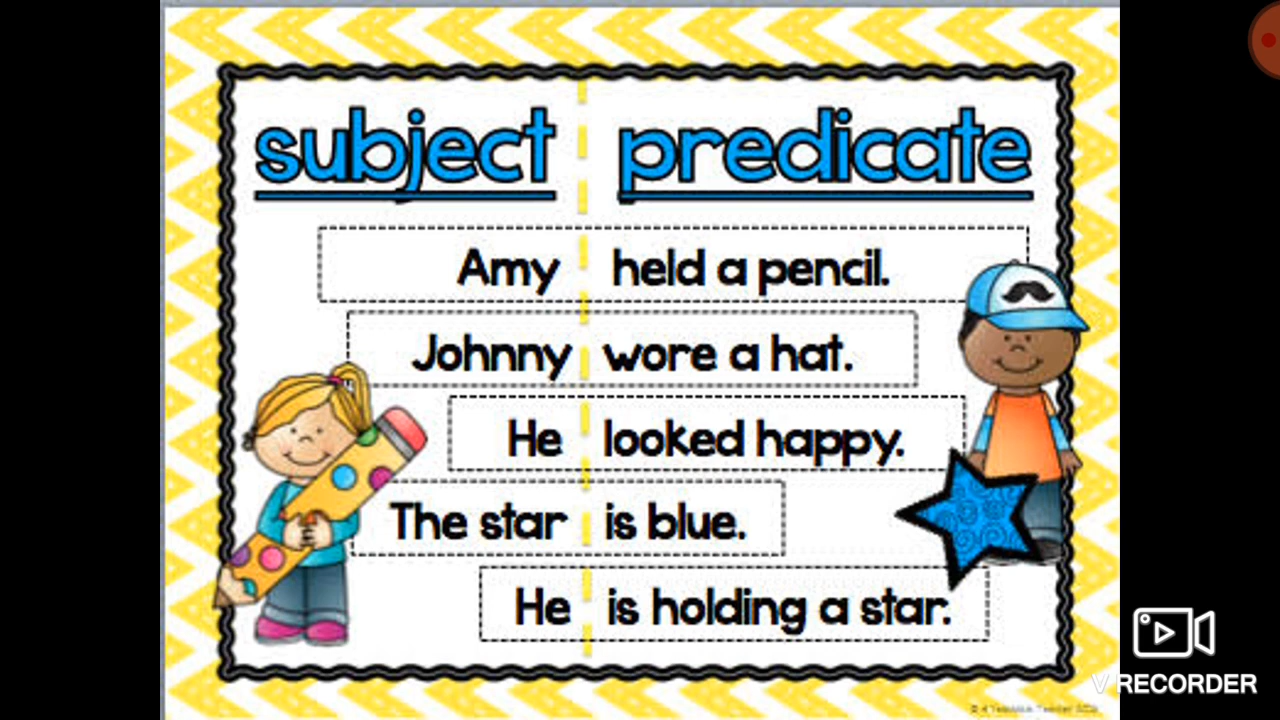 subject predicate
Amy held a pencil.
Johnny wore a hat.
He looked happy.
The star is blue.
He is holding a star.
V RECORDER